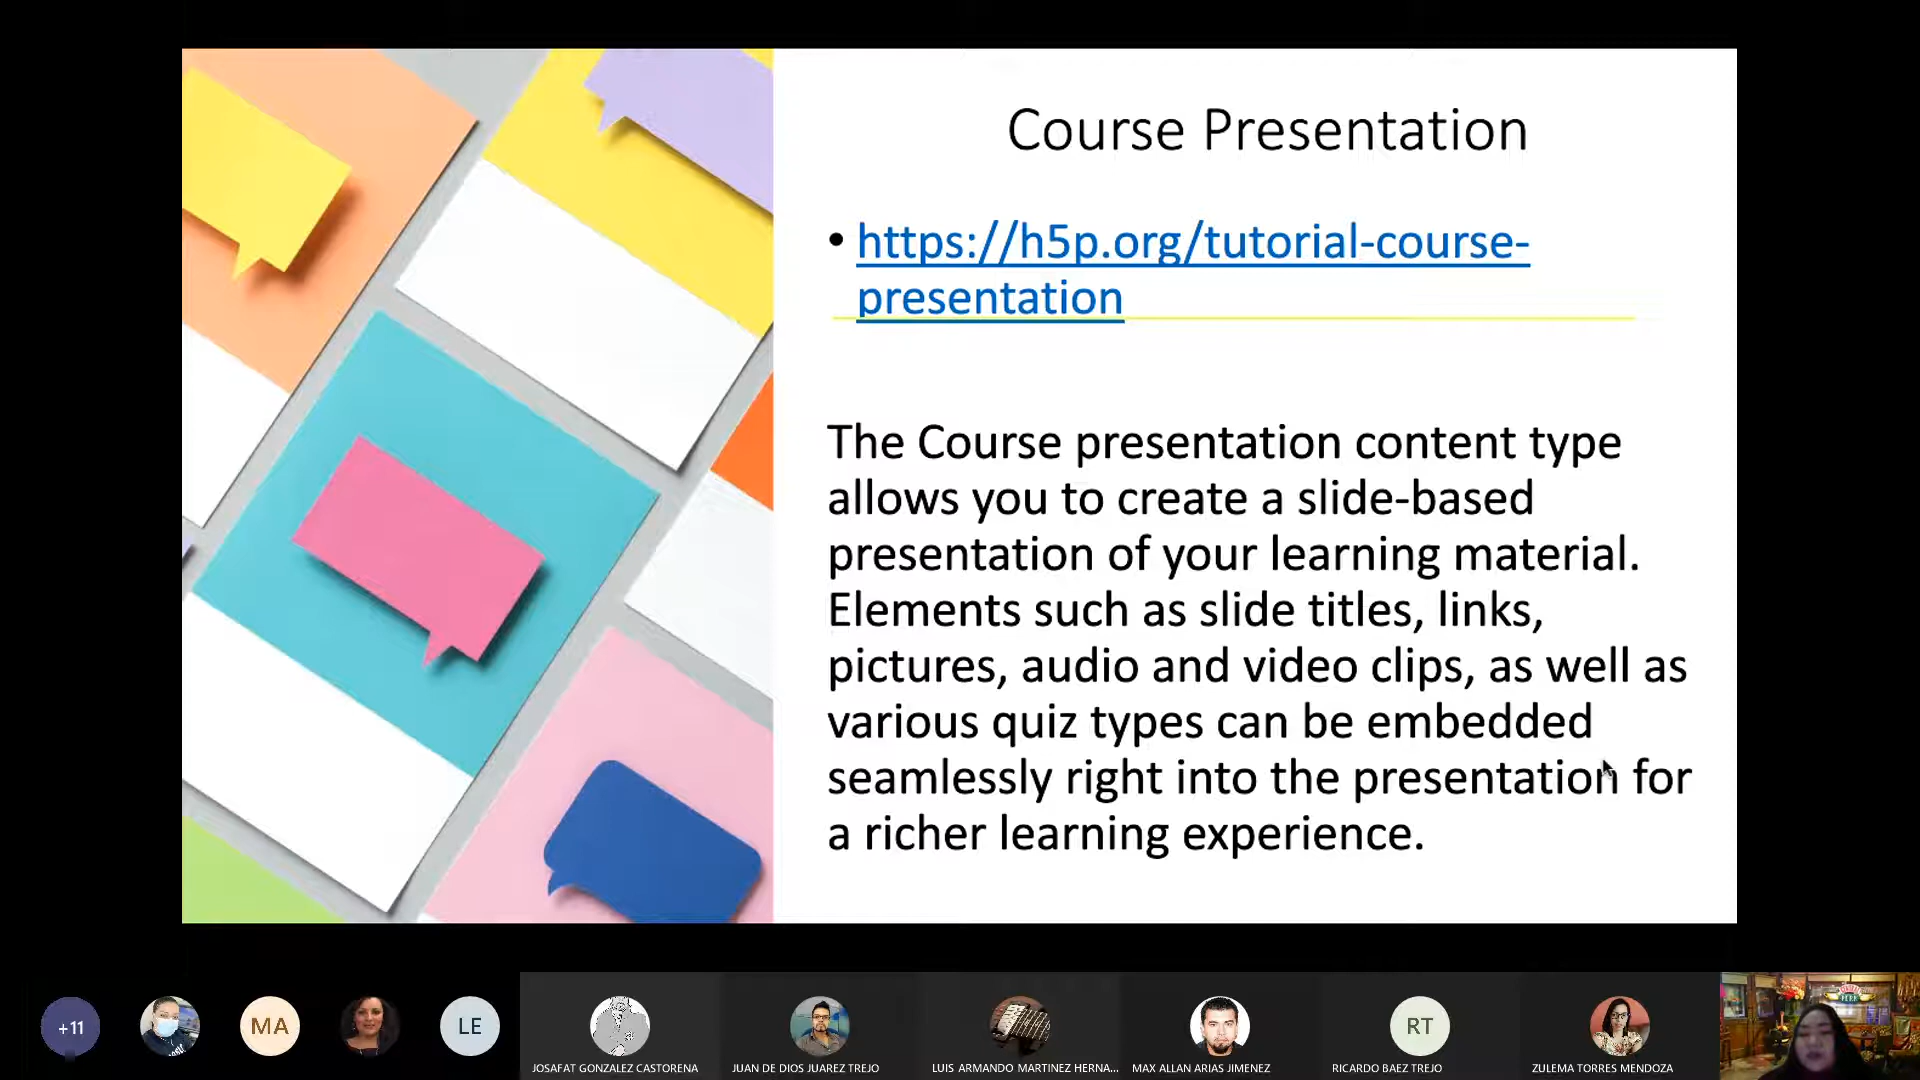 Course Presentation
• https://h5p.org/tutorial-course-
presentation
The Course presentation content type
allows you to create a slide-based
presentation of your learning material.
Elements such as slide titles, links,
pictures, audio and video clips, as well as
various quiz types can be embedded
seamlessly right into the presentation for
a richer learning experience.
+11
MA
LE
RT
JOSAFAT GONZALEZ CASTORENA
JUAN DE DIOS JUAREZ TREJO
LUIS ARMANDO MARTINEZ HERNA...
MAX ALLAN ARIAS JIMENEZ
RICARDO BAEZ TREJO
ZULEMA TORRES MENDOZA